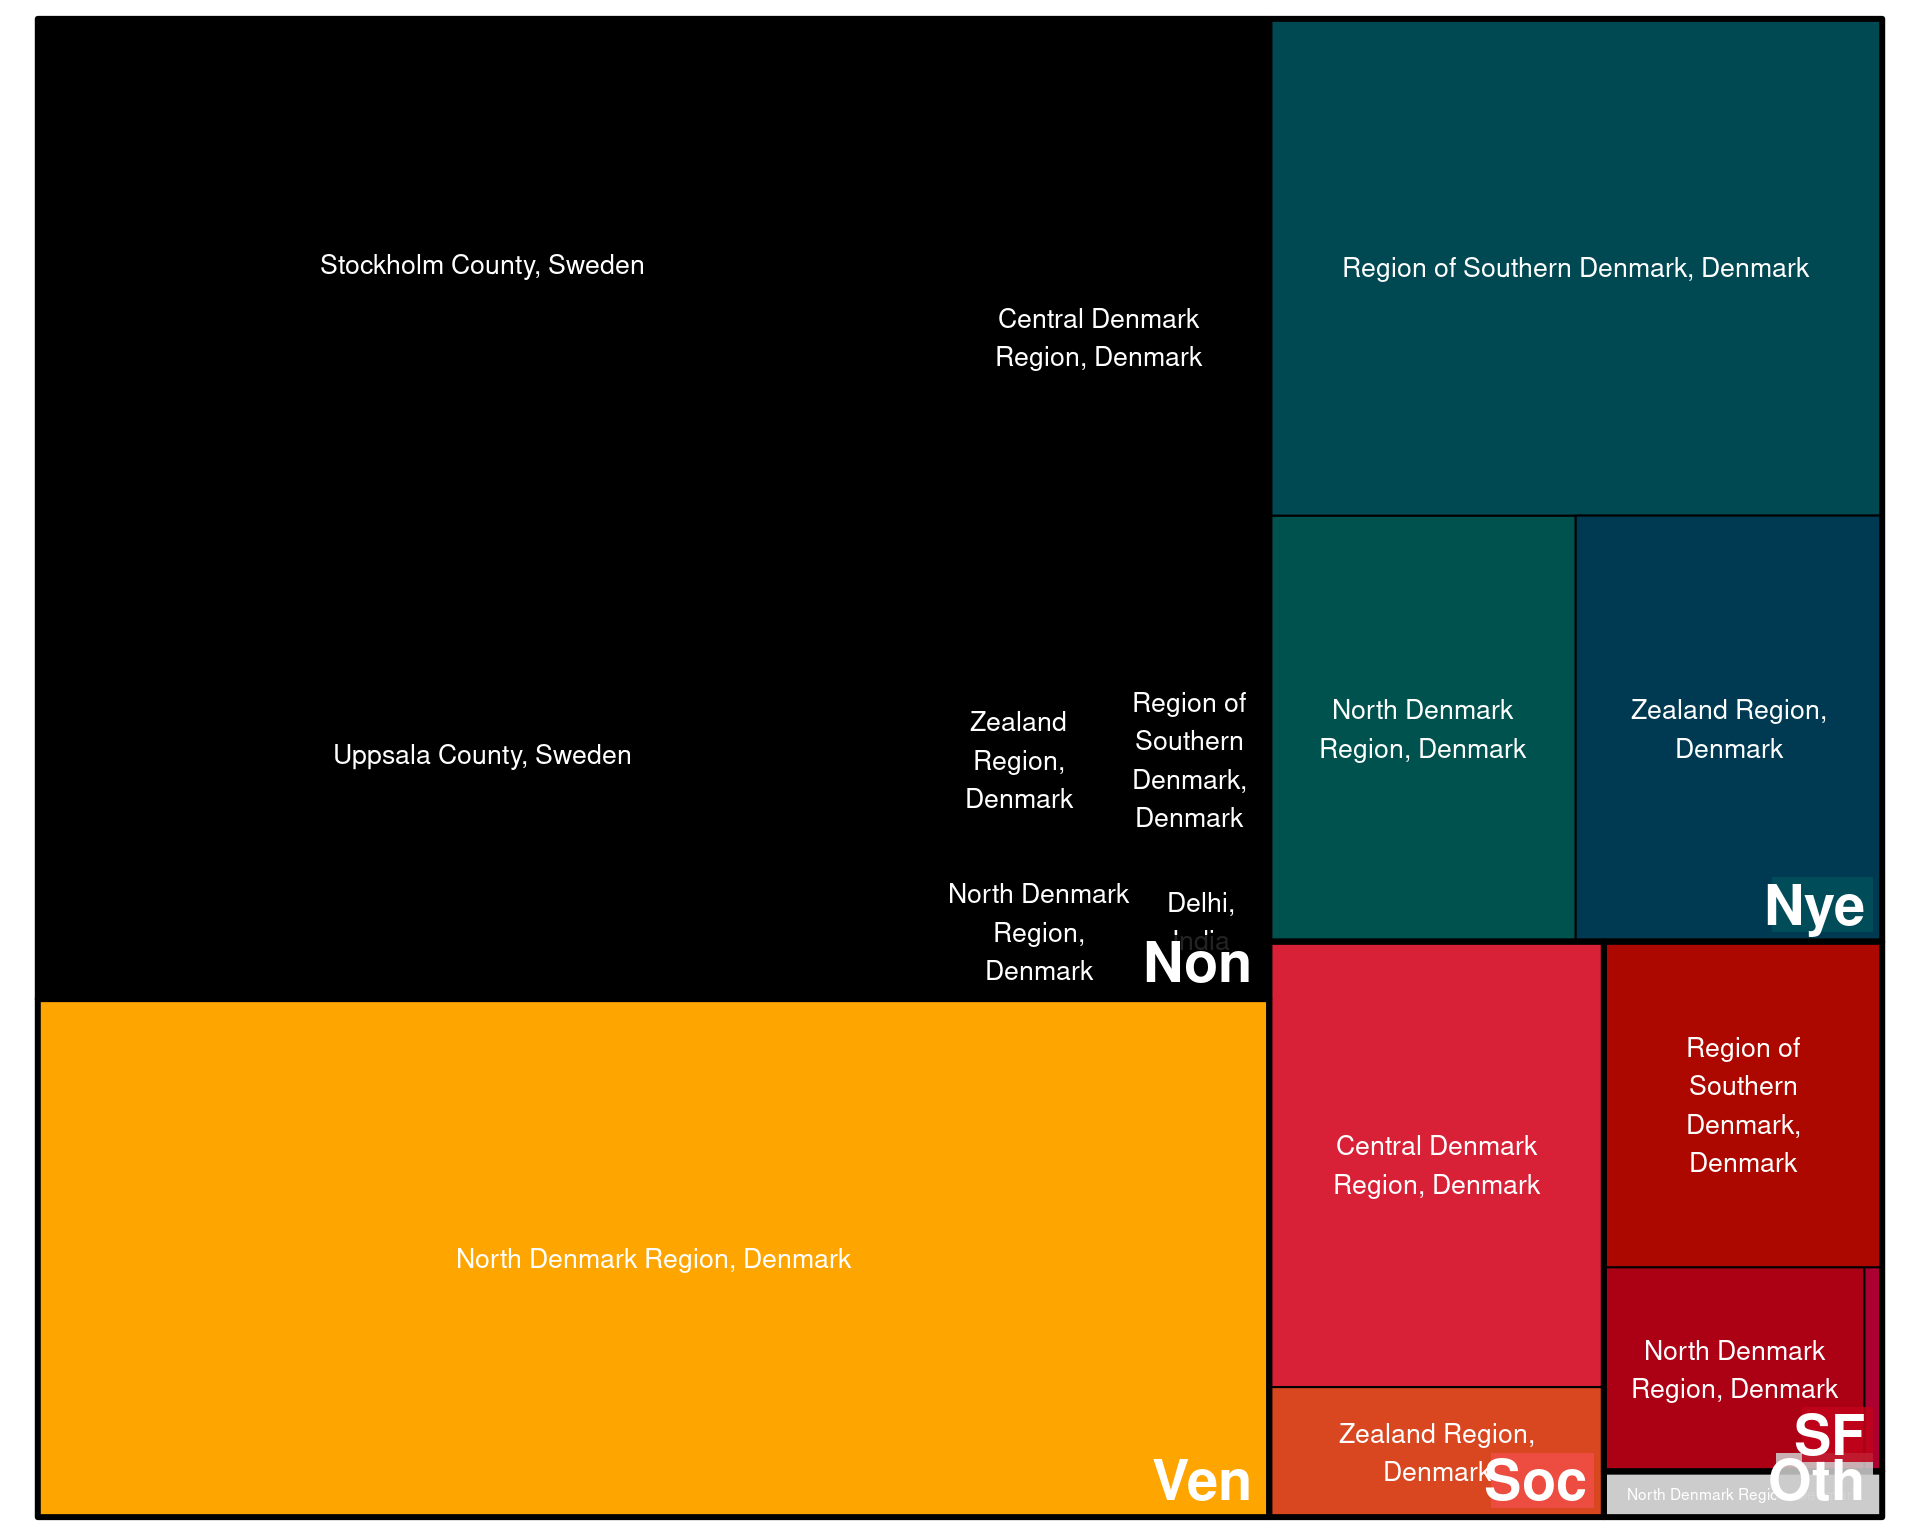 Stockholm County, Sweden
Central Denmark
Region, Denmark
Uppsala County, Sweden
Zealand
Region,
Denmark
Region of
Southern
Denmark,
Denmark
North Denmark
Region,
Denmark
Delhi,
India
Non
North Denmark Region, Denmark
Ven
Region of Southern Denmark, Denmark
North Denmark
Region, Denmark
Zealand Region,
Denmark
Nye
Central Denmark
Region, Denmark
Zealand Region,
Denmark
Soc
Region of
Southern
Denmark,
Denmark
North Denmark
Region, Denmark
SF
North Denmark
Oth